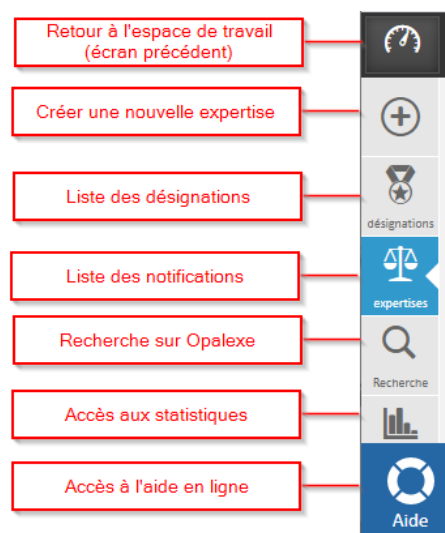 Retour à l'espace de travail
(écran précédent)
Créer une nouvelle expertise
Liste des désignations
désignations
Liste des notifications
expertises
Recherche sur Opalexe
Recherche
Accès aux statistiques
Accès à l'aide en ligne
Aide